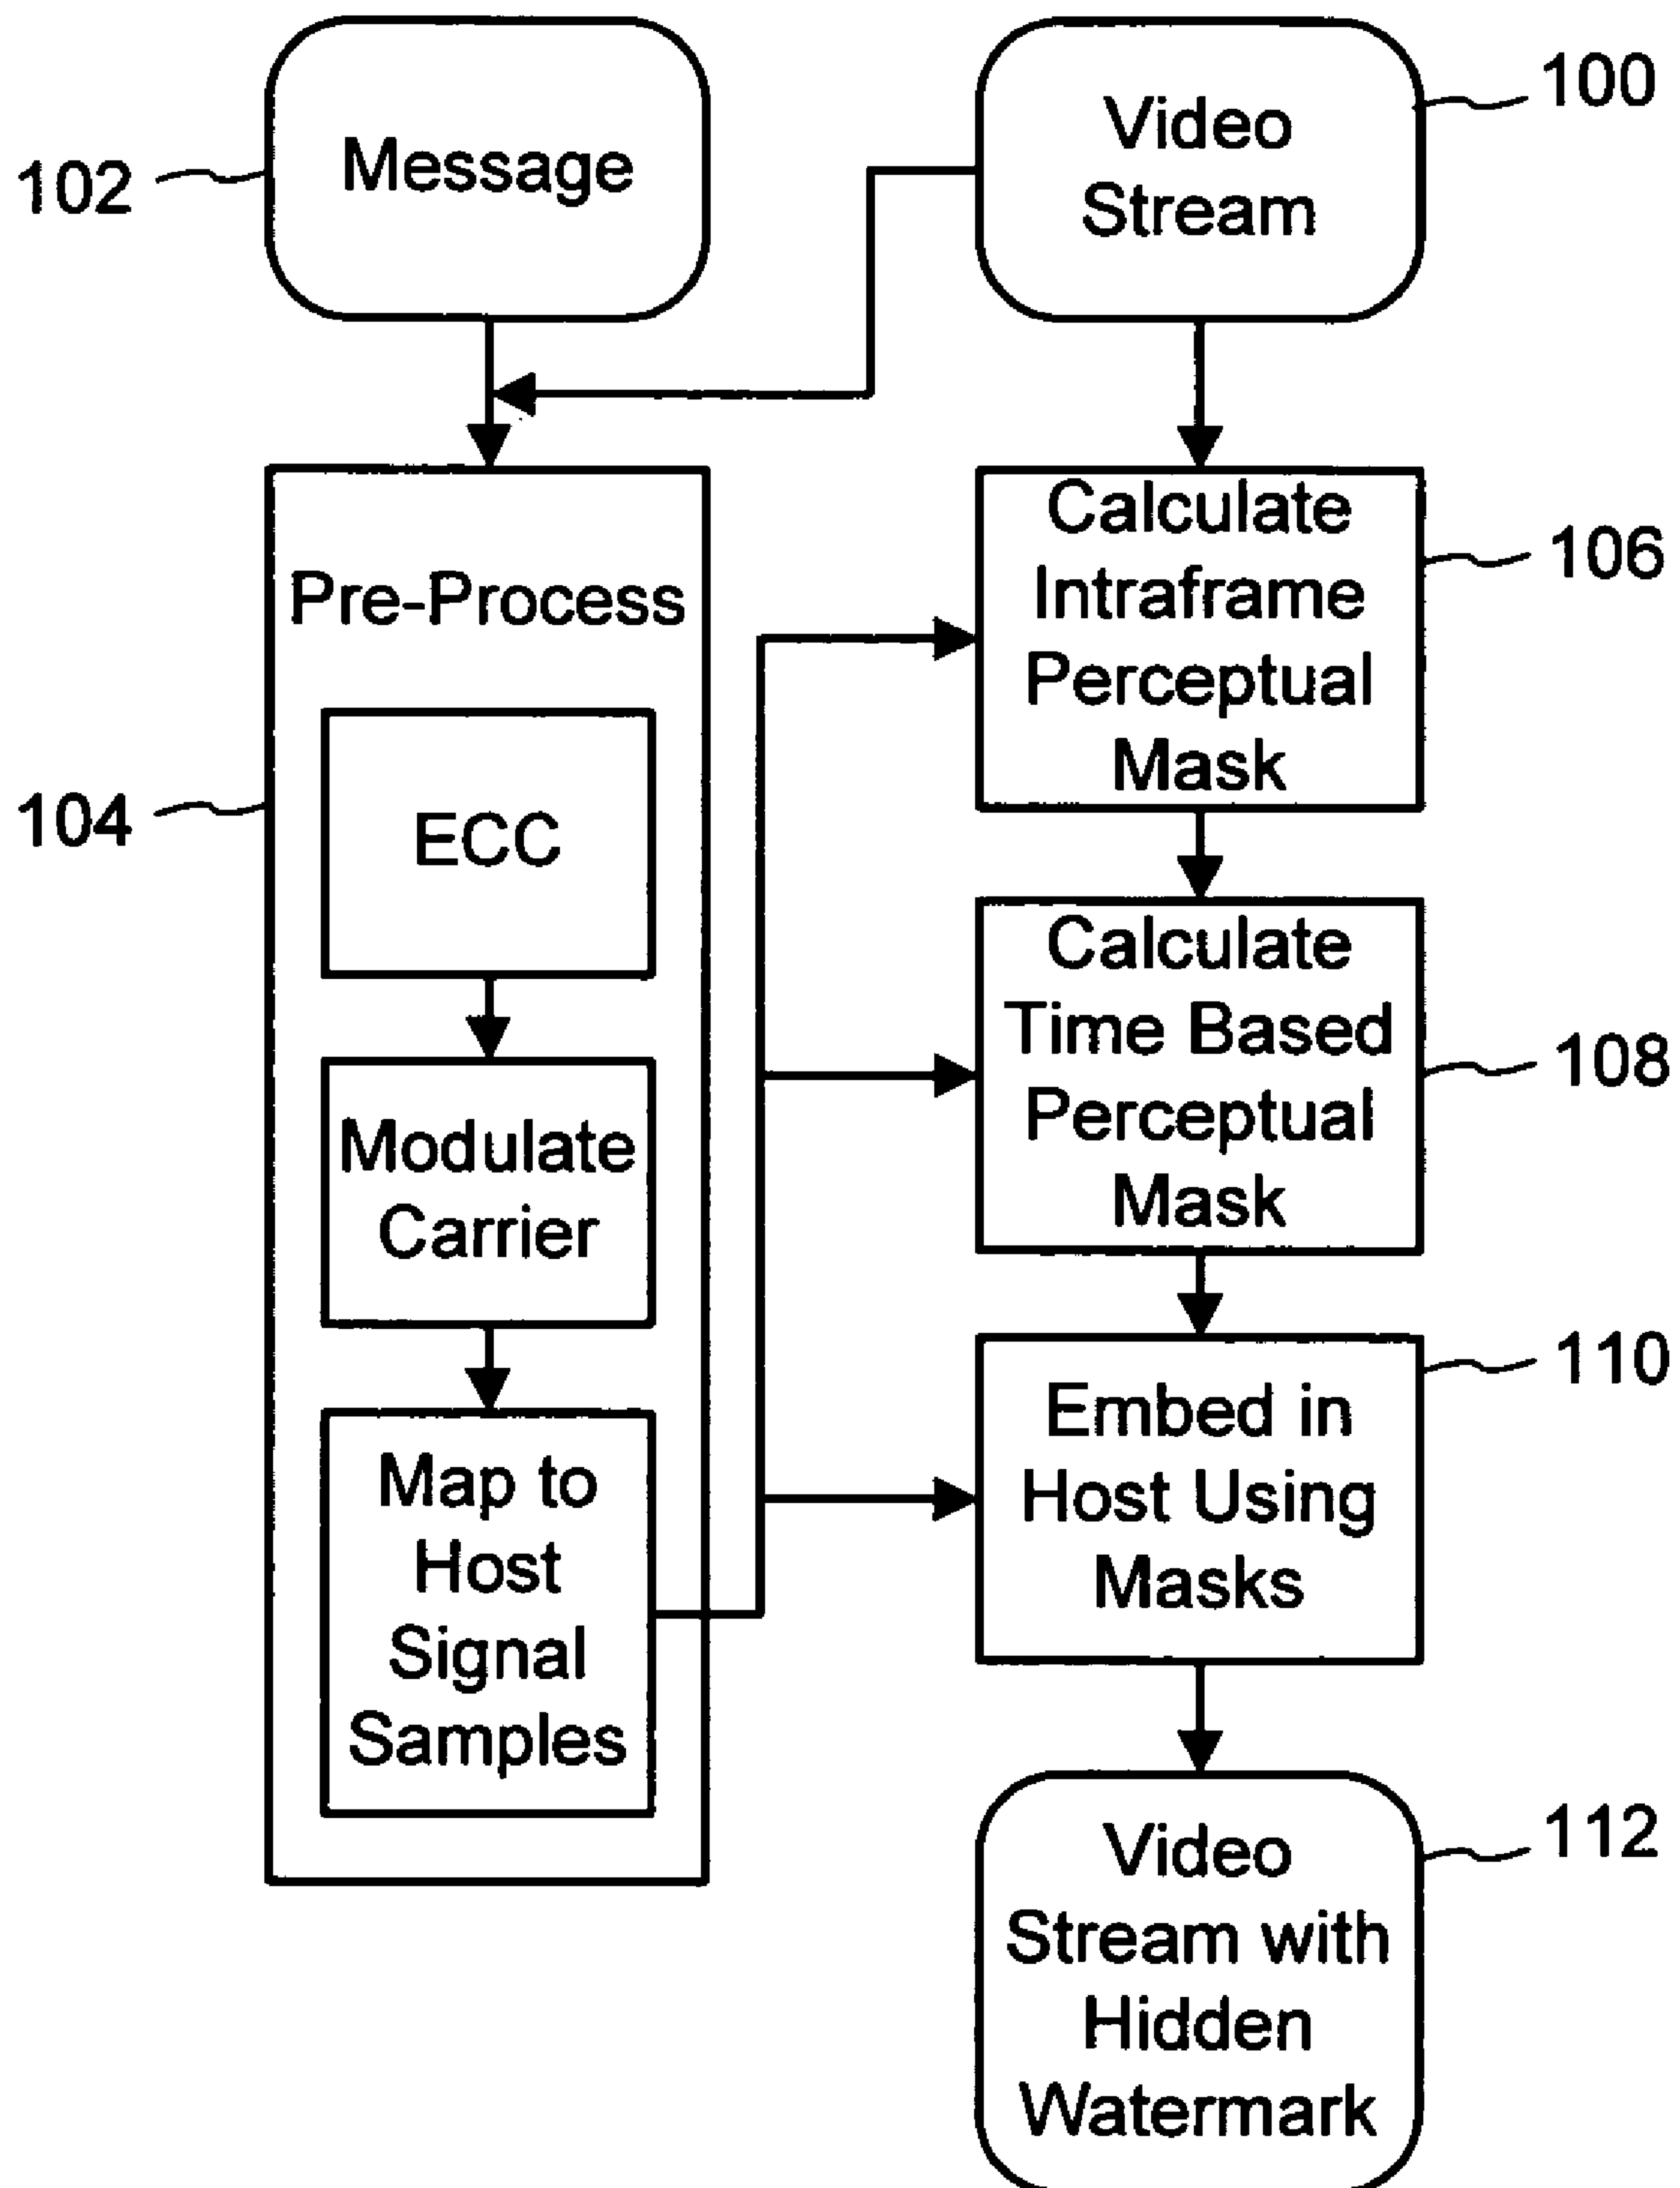 102
Message
Video
Stream
100
104
Pre-Process
ECC
Modulate
Carrier
Map to
Host
Signal
Samples
Calculate
Intraframe
Perceptual
Mask
106
Calculate
Time Based
Perceptual
Mask
108
Embed in
Host Using
Masks
110
Video
Stream with
Hidden
Watermark
112